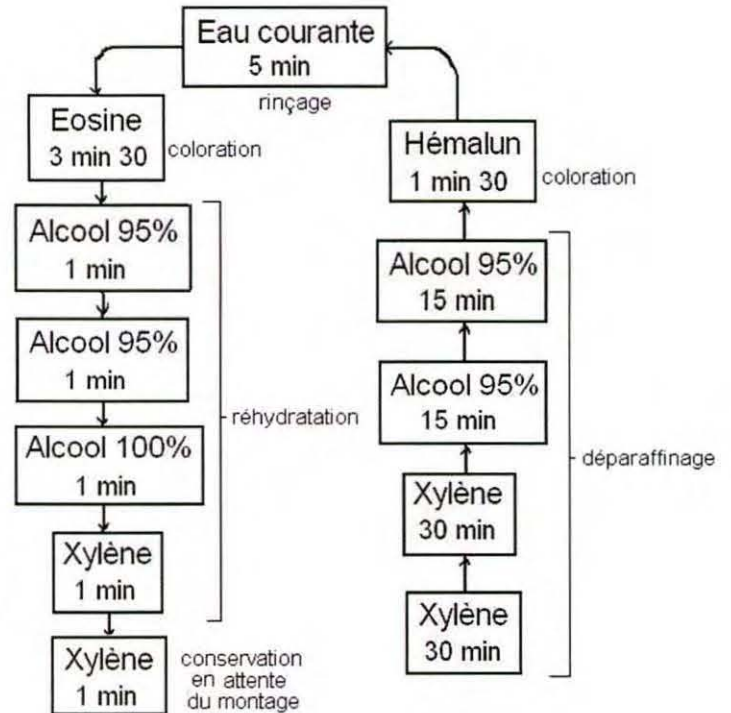 Eau courante
5 min
rinçage
Eosine
3 min 30
coloration
Alcool 95%
1 min
Alcool 95%
1 min
Alcool 100%
1 min
Xylène
1 min
réhydratation
Xylène
1 min
conservation
en attente
du montage
Hémalun
1 min 30
coloration
Alcool 95%
15 min
Alcool 95%
15 min
Xylène
30 min
Xylène
30 min
déparaffinage